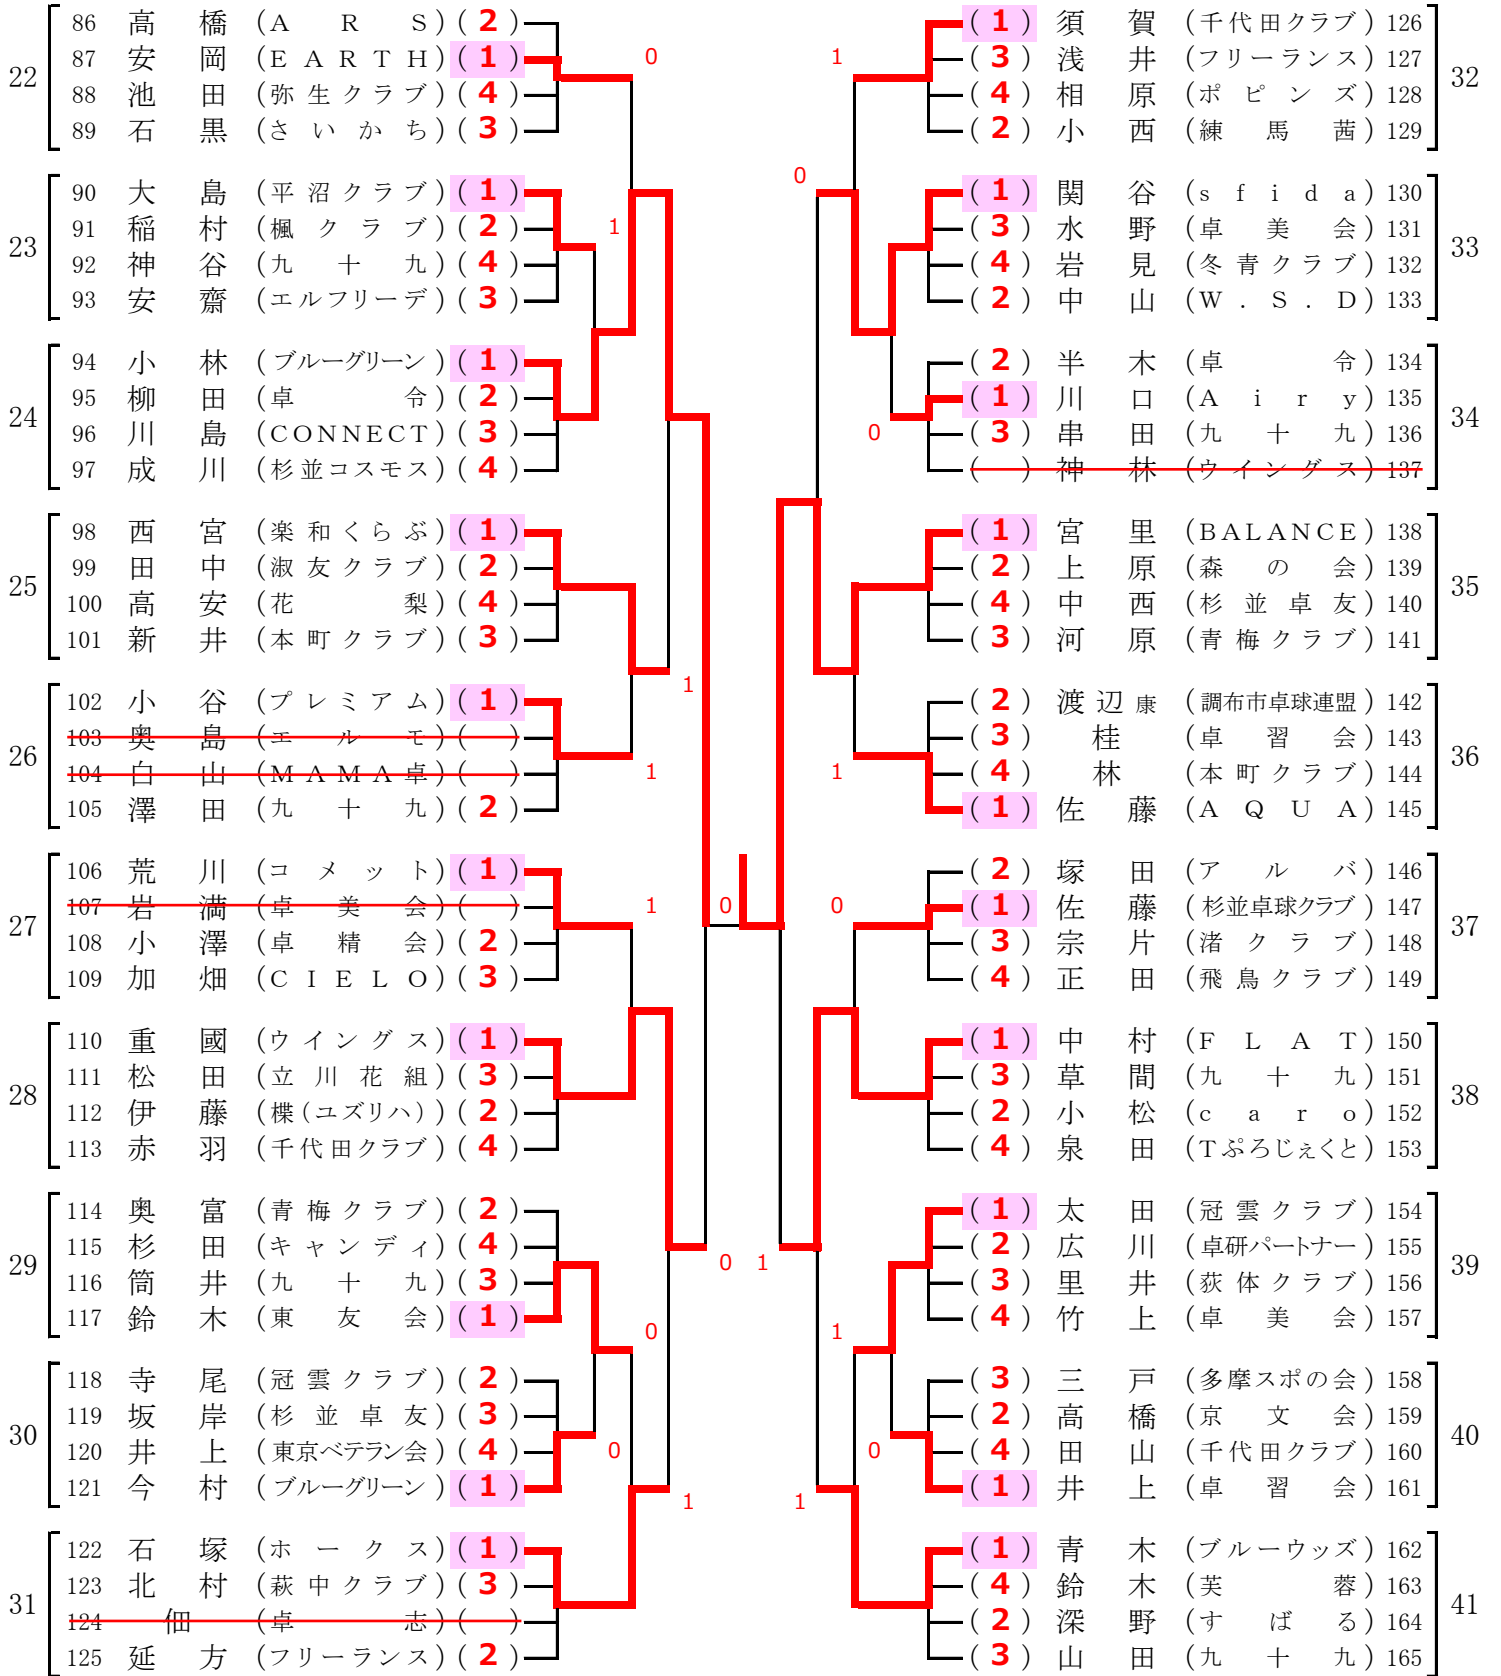 22
86 高橋 (ARS) (2)
87 安岡 (EARTH) (1)
88 池田 (弥生クラブ) (4)
89 石黒 (さいかち) (3)
0
23
90 大島 (平沼クラブ) (1)
91 稲村 (楓クラブ) (2)
92 神谷 (九十九) (4)
93 安齋 (エルフリーデ) (3)
1
24
94 小林 (ブルーグリーン) (1)
95 柳田 (卓令) (2)
96 川島 (CONNECT) (3)
97 成川 (杉並コスモス) (4)
25
98 西宮 (楽和くらぶ) (1)
99 田中 (淑友クラブ) (2)
100 高安 (花梨) (4)
101 新井 (本町クラブ) (3)
1
26
102 小谷 (プレミアム) (1)
103 奥島 (エルモ) ( )
104 白山 (MAMA卓) ( )
105 澤田 (九十九) (2)
1
27
106 荒川 (コメット) (1)
107 岩満 (卓美会) ( )
108 小澤 (卓精会) (2)
109 加畑 (CIELO) (3)
1
0
28
110 重國 (ウイングス) (1)
111 松田 (立川花組) (3)
112 伊藤 (楪(ユズリハ)) (2)
113 赤羽 (千代田クラブ) (4)
29
114 奥富 (青梅クラブ) (2)
115 杉田 (キャンディ) (4)
116 筒井 (九十九) (3)
117 鈴木 (東友会) (1)
0
0
30
118 寺尾 (冠雲クラブ) (2)
119 坂岸 (杉並卓友) (3)
120 井上 (東京ベテラン会) (4)
121 今村 (ブルーグリーン) (1)
0
1
31
122 石塚 (ホークス) (1)
123 北村 (萩中クラブ) (3)
124 佃 (卓志) ( )
125 延方 (フリーランス) (2)
32
(1) 須賀 (千代田クラブ) 126
(3) 浅井 (フリーランス) 127
(4) 相原 (ポピンズ) 128
(2) 小西 (練馬茜) 129
1
0
33
(1) 関谷 (sfida) 130
(3) 水野 (卓美会) 131
(4) 岩見 (冬青クラブ) 132
(2) 中山 (W.S.D) 133
34
(2) 半木 (卓令) 134
(1) 川口 (Airy) 135
(3) 串田 (九十九) 136
( ) 神林 (ウイングス) 137
0
35
(1) 宮里 (BALANCE) 138
(2) 上原 (森の会) 139
(4) 中西 (杉並卓友) 140
(3) 河原 (青梅クラブ) 141
36
(2) 渡辺康 (調布市卓球連盟) 142
(3) 桂 (卓習会) 143
(4) 林 (本町クラブ) 144
(1) 佐藤 (AQUA) 145
1
37
(2) 塚田 (アルバ) 146
(1) 佐藤 (杉並卓球クラブ) 147
(3) 宗片 (渚クラブ) 148
(4) 正田 (飛鳥クラブ) 149
0
38
(1) 中村 (FLAT) 150
(3) 草間 (九十九) 151
(2) 小松 (caro) 152
(4) 泉田 (Tぷろじぇくと) 153
39
(1) 太田 (冠雲クラブ) 154
(2) 広川 (卓研パートナー) 155
(3) 里井 (荻体クラブ) 156
(4) 竹上 (卓美会) 157
1
1
40
(3) 三戸 (多摩スポの会) 158
(2) 高橋 (京文会) 159
(4) 田山 (千代田クラブ) 160
(1) 井上 (卓習会) 161
0
1
41
(1) 青木 (ブルーウッズ) 162
(4) 鈴木 (芙蓉) 163
(2) 深野 (すばる) 164
(3) 山田 (九十九) 165